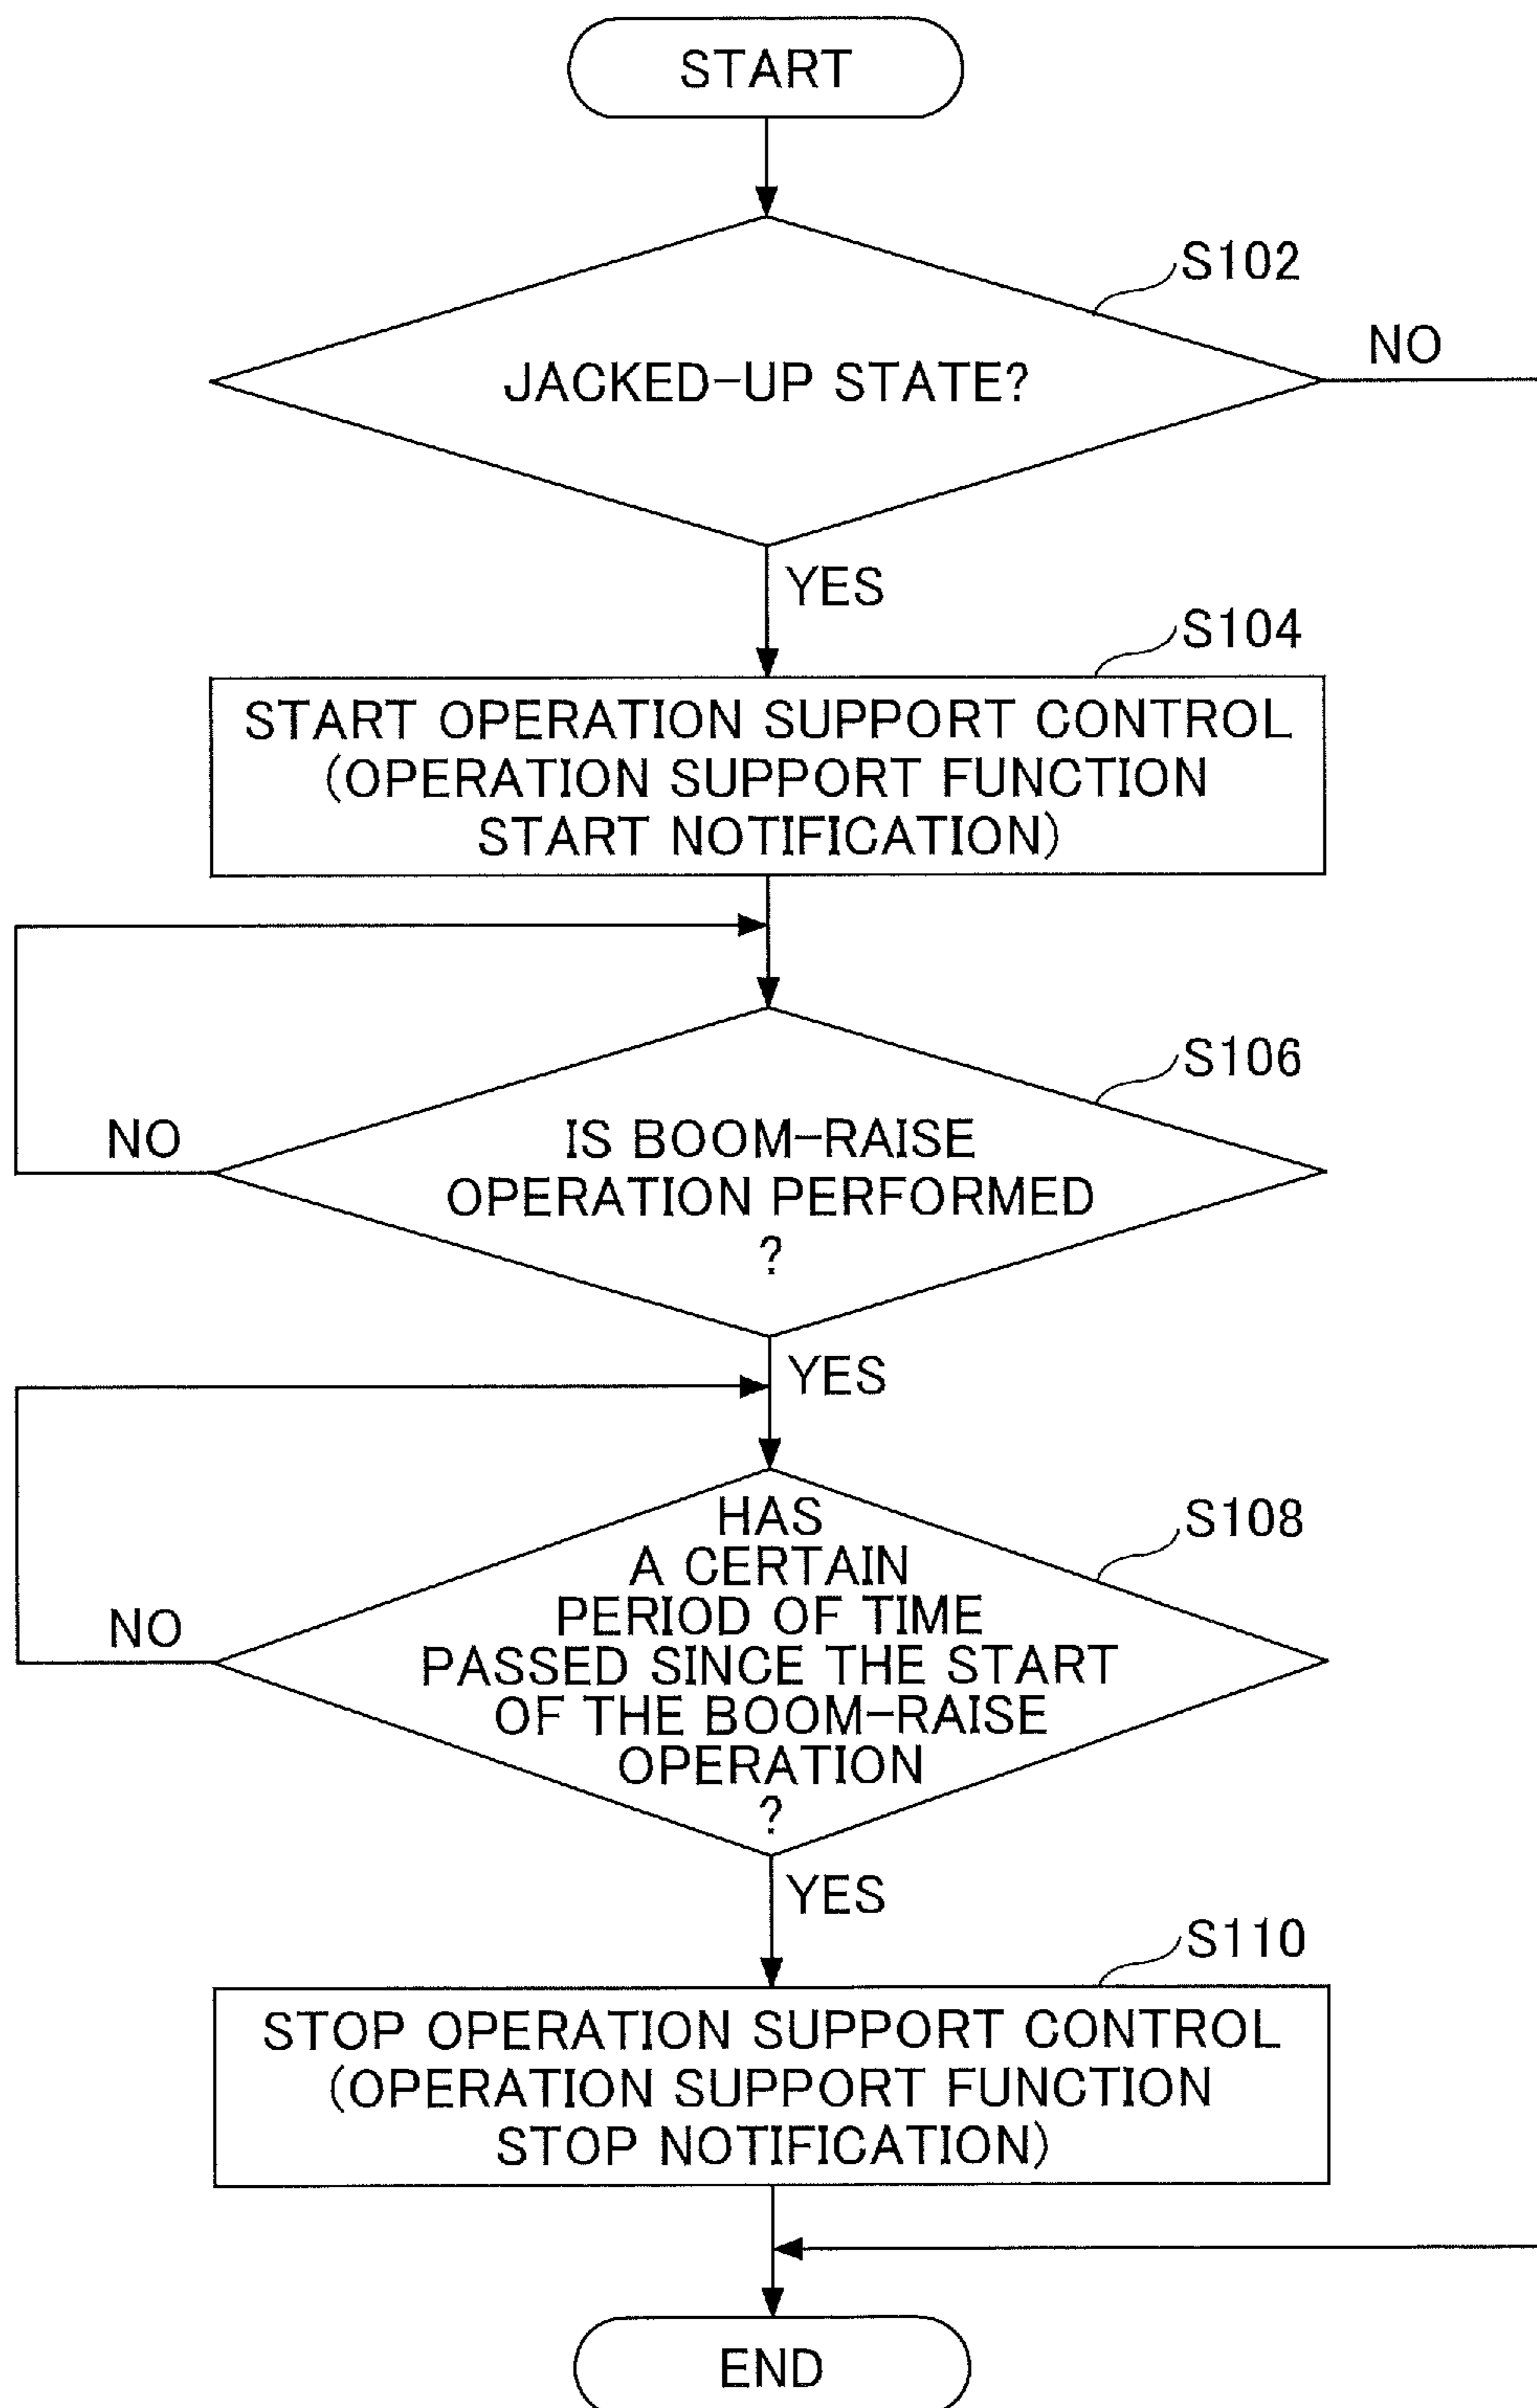 START
S102
JACKED-UP STATE?
NO
YES
S104
START OPERATION SUPPORT CONTROL
(OPERATION SUPPORT FUNCTION
START NOTIFICATION)
S106
IS BOOM-RAISE
OPERATION PERFORMED
?
NO
YES
S108
HAS
A CERTAIN
PERIOD OF TIME
PASSED SINCE THE START
OF THE BOOM-RAISE
OPERATION
?
NO
YES
S110
STOP OPERATION SUPPORT CONTROL
(OPERATION SUPPORT FUNCTION
STOP NOTIFICATION)
END